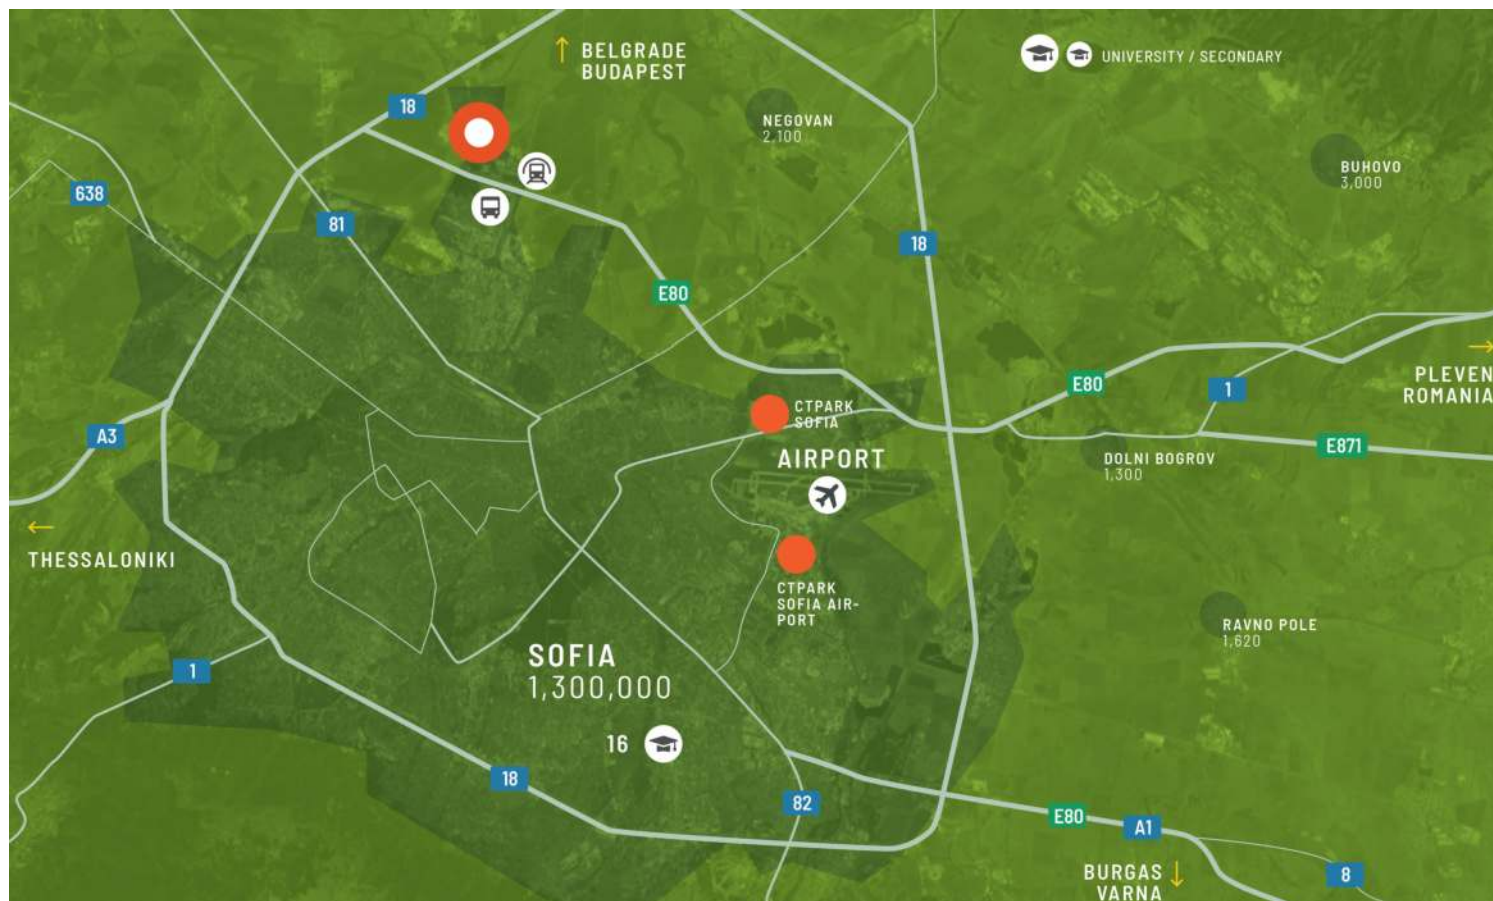 BELGRADE
BUDAPEST
UNIVERSITY / SECONDARY
18
NEGOVAN
2,100
BUHOVO
3,000
638
81
18
E80
PLEVEN
ROMANIA
E80
1
CTPARK
SOFIA
A3
E871
AIRPORT
DOLNI BOGROV
1,300
THESSALONIKI
CTPARK
SOFIA AIR-
PORT
RAVNO POLE
1,620
SOFIA
1,300,000
1
16
18
82
E80
A1
BURGAS
VARNA
8